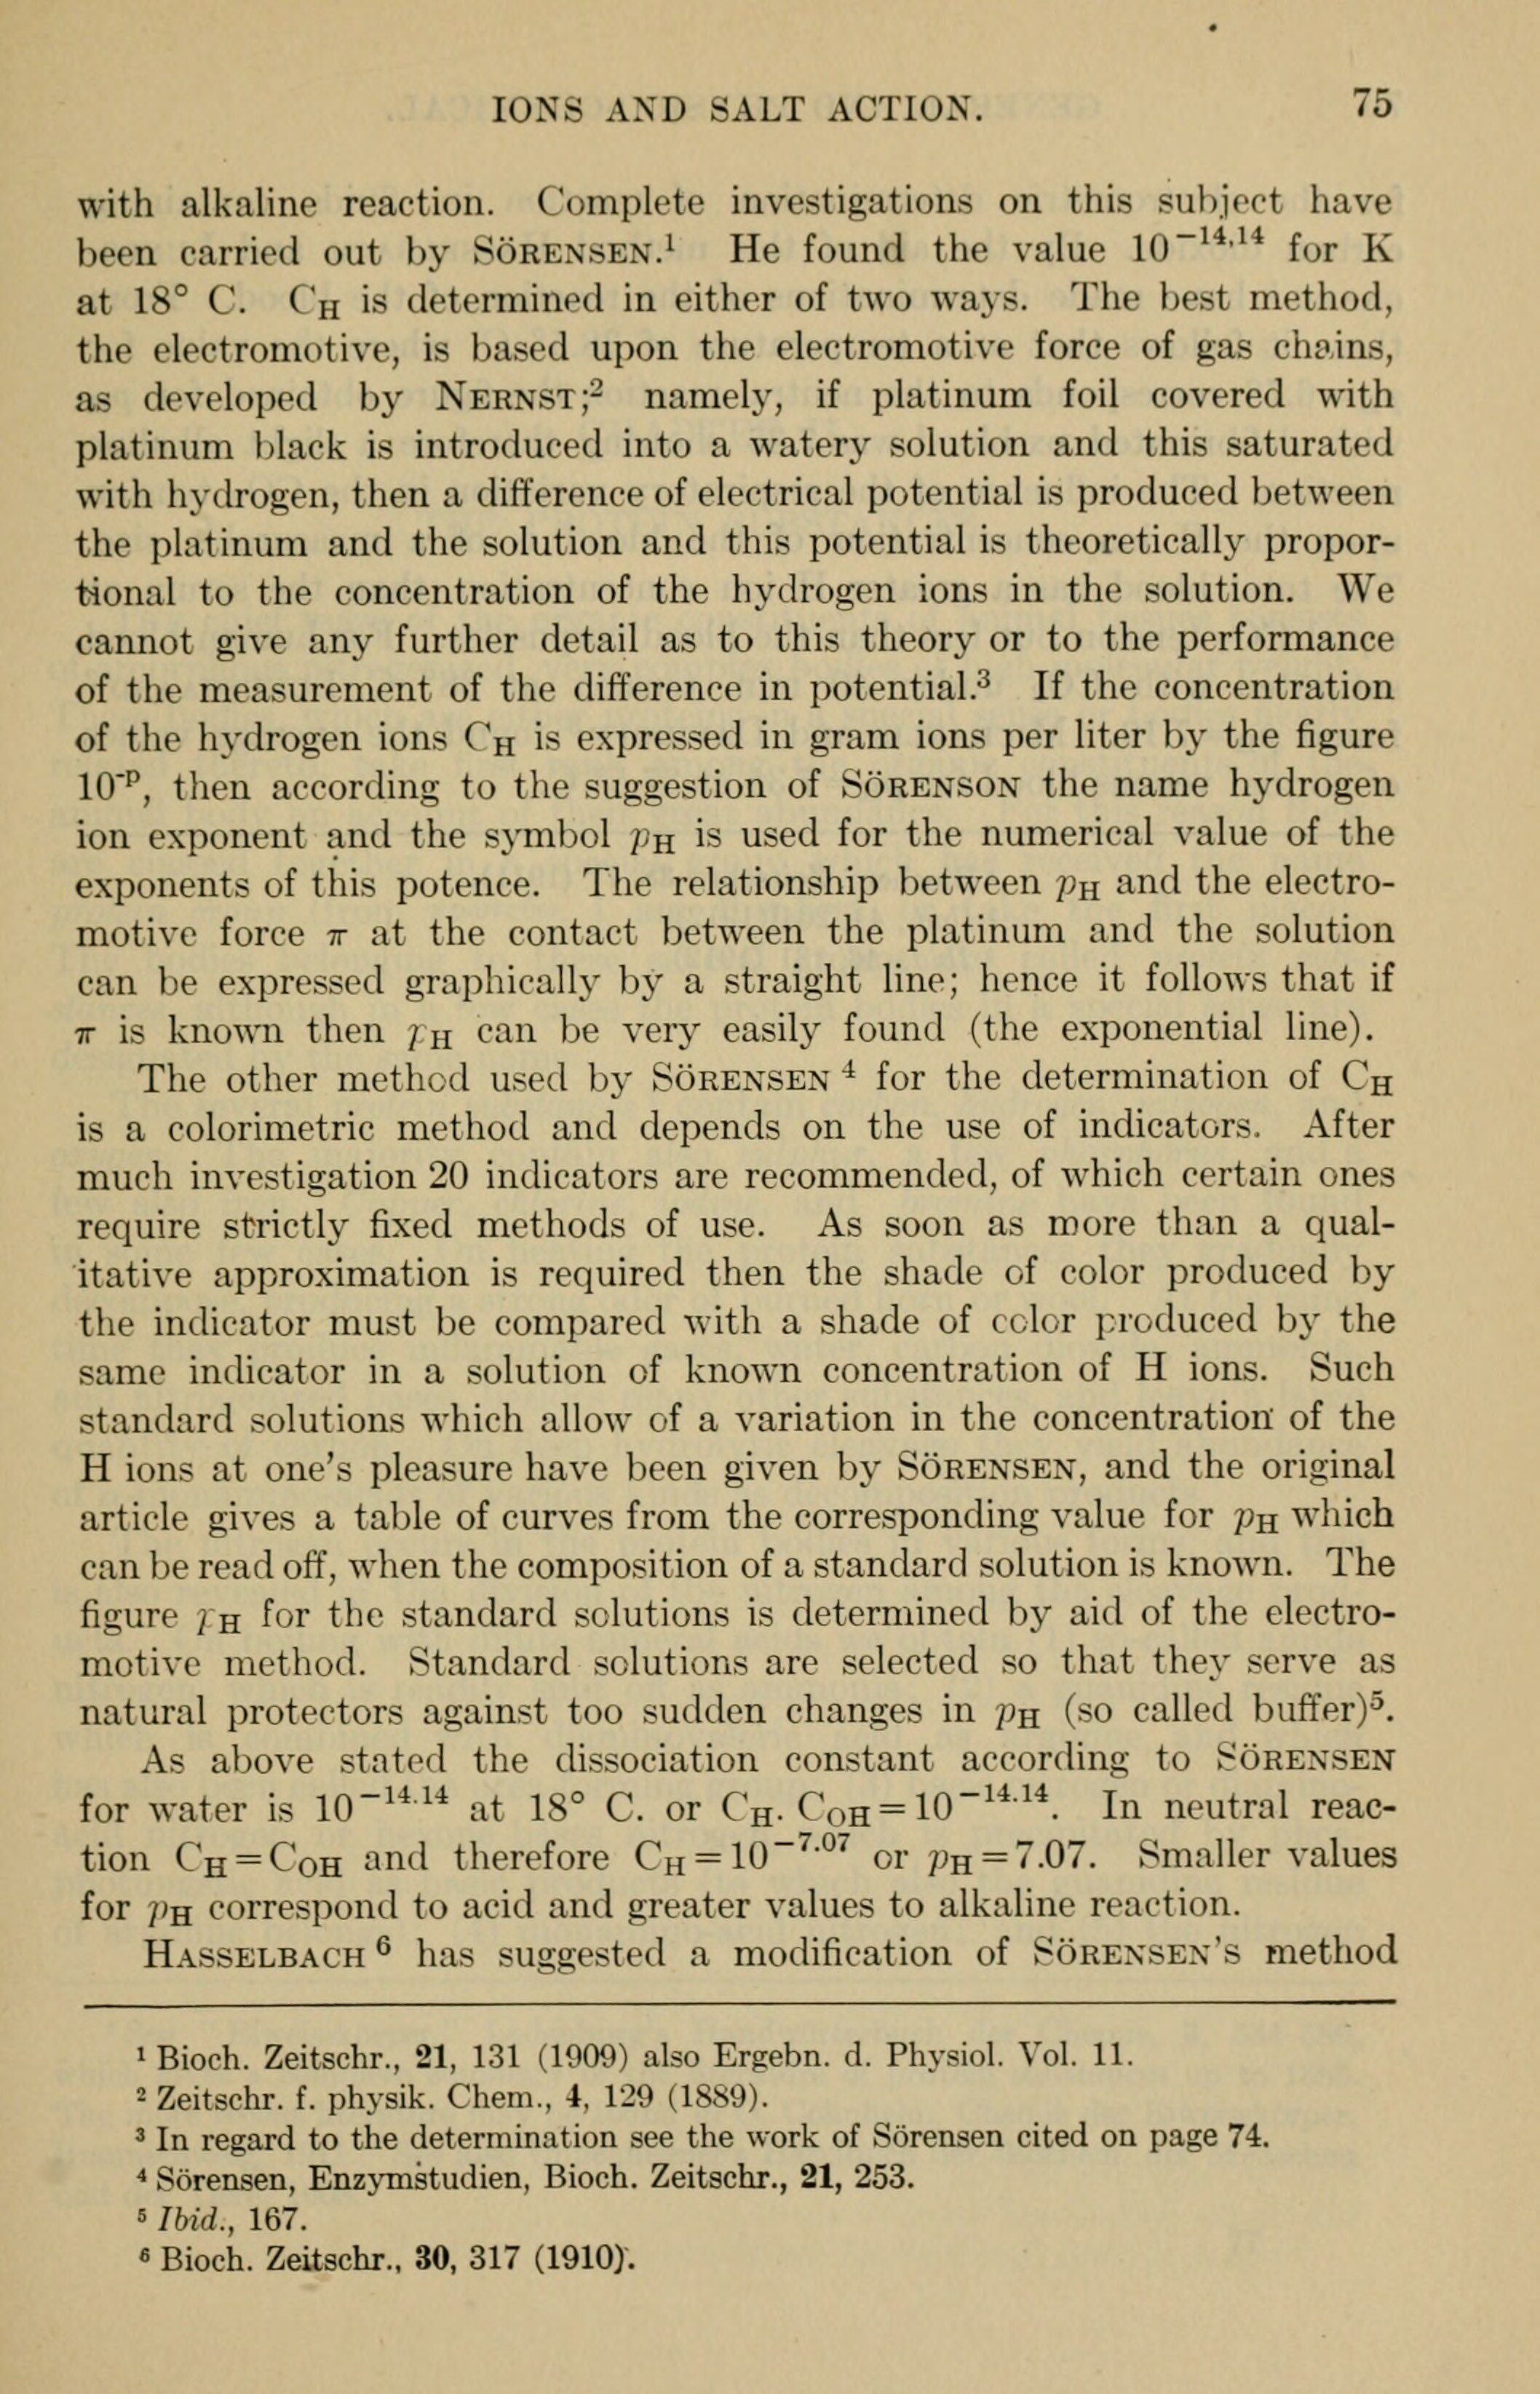 IONS AND SALT ACTION. 75
with alkaline reaction. Complete investigations on this subject have
been carried out by SÖRENSEN.¹ He found the value 10⁻¹⁴·¹⁴ for K
at 18° C. C_H is determined in either of two ways. The best method,
the electromotive, is based upon the electromotive force of gas chains,
as developed by NERNST;² namely, if platinum foil covered with
platinum black is introduced into a watery solution and this saturated
with hydrogen, then a difference of electrical potential is produced between
the platinum and the solution and this potential is theoretically propor-
tional to the concentration of the hydrogen ions in the solution. We
cannot give any further detail as to this theory or to the performance
of the measurement of the difference in potential.³ If the concentration
of the hydrogen ions C_H is expressed in gram ions per liter by the figure
10⁻ᵖ, then according to the suggestion of SÖRENSON the name hydrogen
ion exponent and the symbol p_H is used for the numerical value of the
exponents of this potence. The relationship between p_H and the electro-
motive force π at the contact between the platinum and the solution
can be expressed graphically by a straight line; hence it follows that if
π is known then p_H can be very easily found (the exponential line).
The other method used by SÖRENSEN ⁴ for the determination of C_H
is a colorimetric method and depends on the use of indicators. After
much investigation 20 indicators are recommended, of which certain ones
require strictly fixed methods of use. As soon as more than a qual-
itative approximation is required then the shade of color produced by
the indicator must be compared with a shade of color produced by the
same indicator in a solution of known concentration of H ions. Such
standard solutions which allow of a variation in the concentration of the
H ions at one's pleasure have been given by SÖRENSEN, and the original
article gives a table of curves from the corresponding value for p_H which
can be read off, when the composition of a standard solution is known. The
figure p_H for the standard solutions is determined by aid of the electro-
motive method. Standard solutions are selected so that they serve as
natural protectors against too sudden changes in p_H (so called buffer)⁵.
As above stated the dissociation constant according to SÖRENSEN
for water is 10⁻¹⁴·¹⁴ at 18° C. or C_H. C_OH = 10⁻¹⁴·¹⁴. In neutral reac-
tion C_H = C_OH and therefore C_H = 10⁻⁷·⁰⁷ or p_H = 7.07. Smaller values
for p_H correspond to acid and greater values to alkaline reaction.
HASSELBACH ⁶ has suggested a modification of SÖRENSEN'S method
¹ Bioch. Zeitschr., 21, 131 (1909) also Ergebn. d. Physiol. Vol. 11.
² Zeitschr. f. physik. Chem., 4, 129 (1889).
³ In regard to the determination see the work of Sörensen cited on page 74.
⁴ Sörensen, Enzymstudien, Bioch. Zeitschr., 21, 253.
⁵ Ibid., 167.
⁶ Bioch. Zeitschr., 30, 317 (1910).